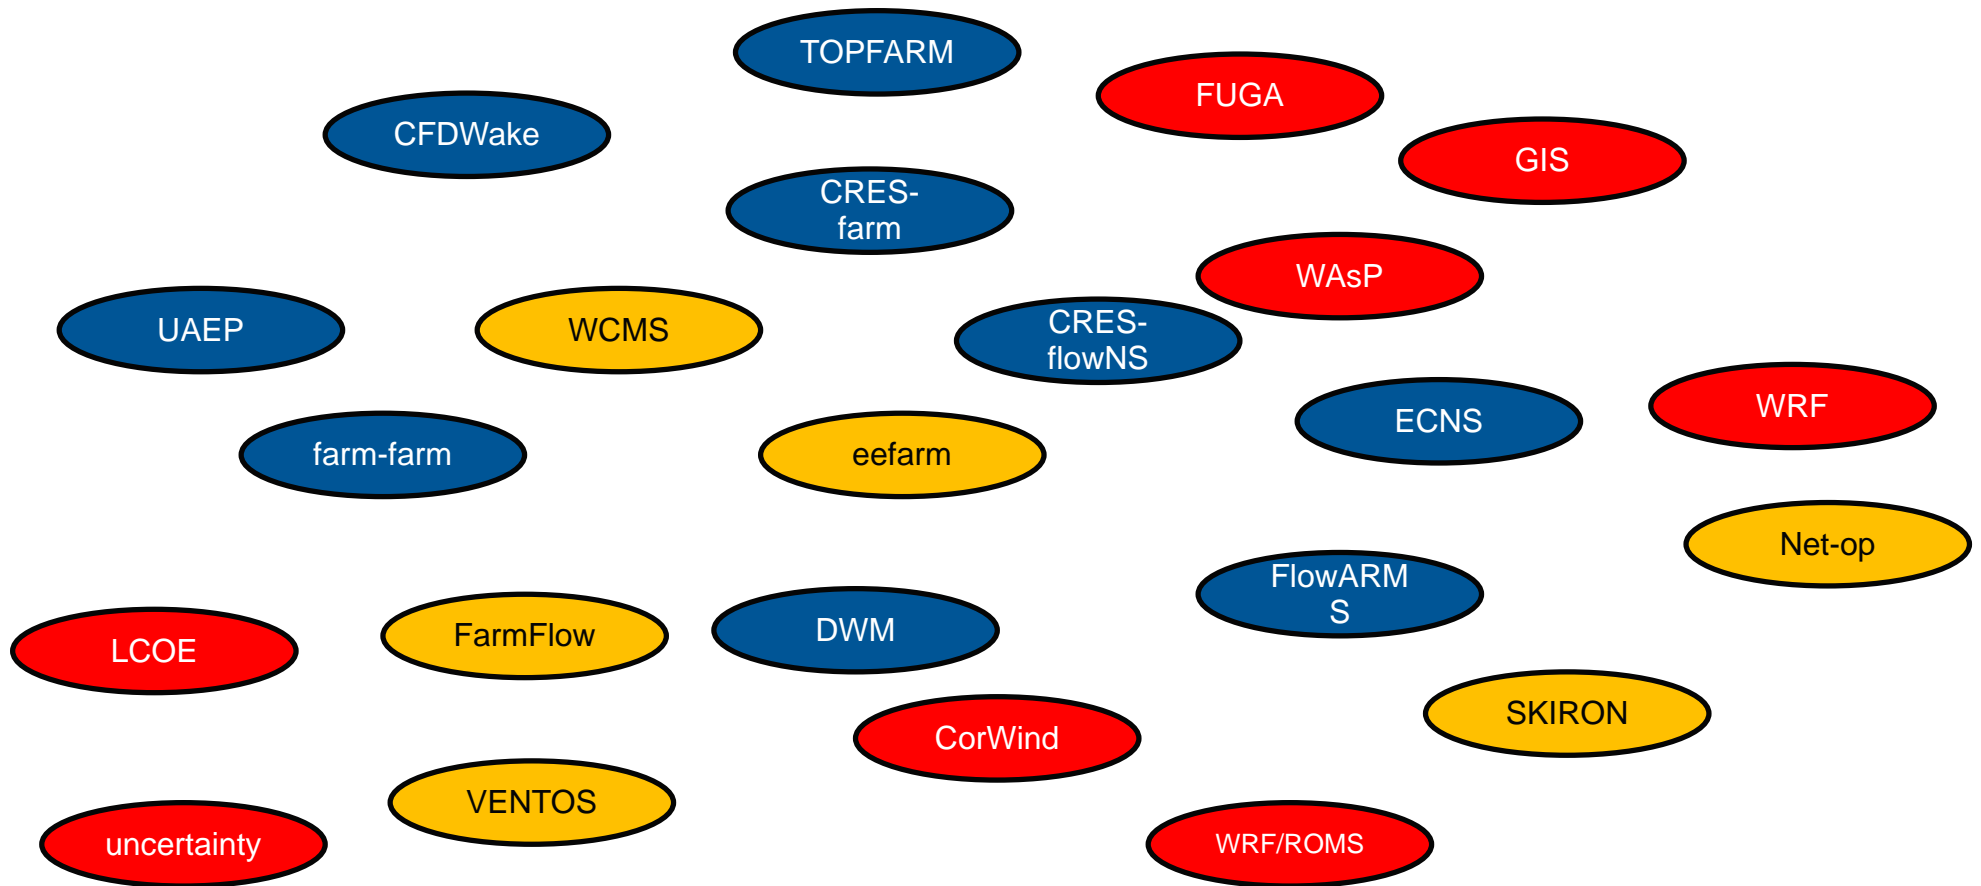 TOPFARM
FUGA
CFDWake
GIS
CRES-
farm
WAsP
UAEP
WCMS
CRES-
flowNS
WRF
ECNS
farm-farm
eefarm
Net-op
FlowARM
S
LCOE
FarmFlow
DWM
SKIRON
CorWind
VENTOS
uncertainty
WRF/ROMS